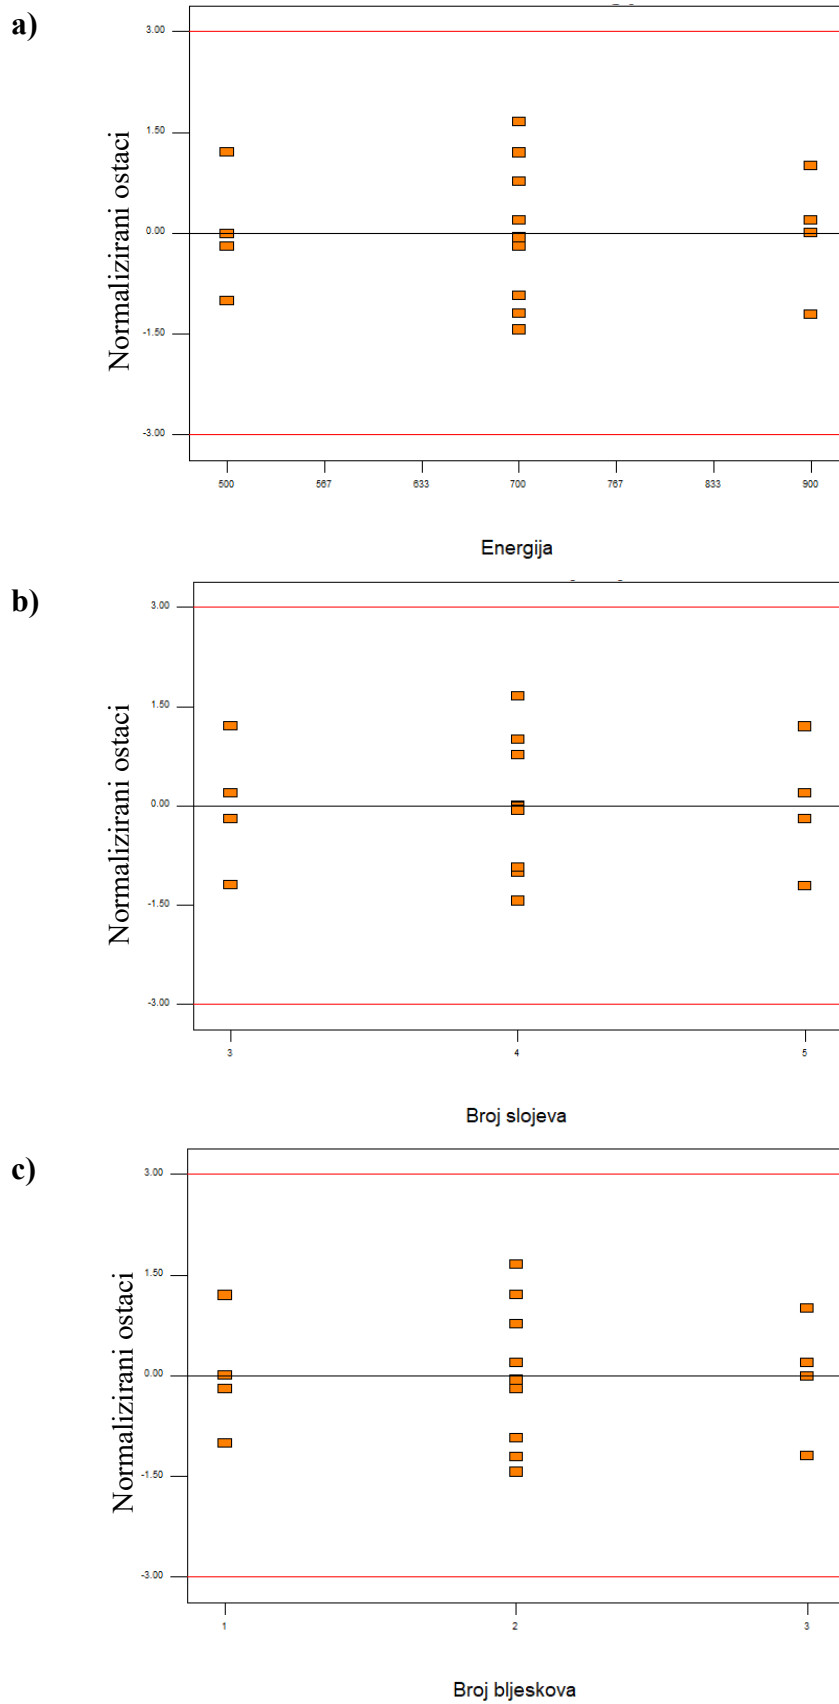 a)
3.00
1.50
0.00
-1.50
-3.00
Normalizirani ostaci
500 567 633 700 767 833 900
Energija
b)
3.00
1.50
0.00
-1.50
-3.00
Normalizirani ostaci
3 4 5
Broj slojeva
c)
3.00
1.50
0.00
-1.50
-3.00
Normalizirani ostaci
1 2 3
Broj bljeskova